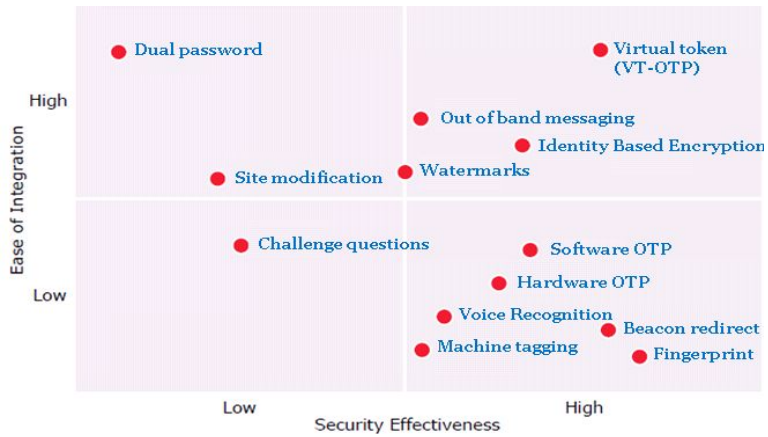 Dual password
Virtual token
(VT-OTP)
High
Out of band messaging
Identity Based Encryption
Watermarks
Site modification
Ease of Integration
Challenge questions
Software OTP
Hardware OTP
Low
Voice Recognition
Beacon redirect
Machine tagging
Fingerprint
Low
High
Security Effectiveness